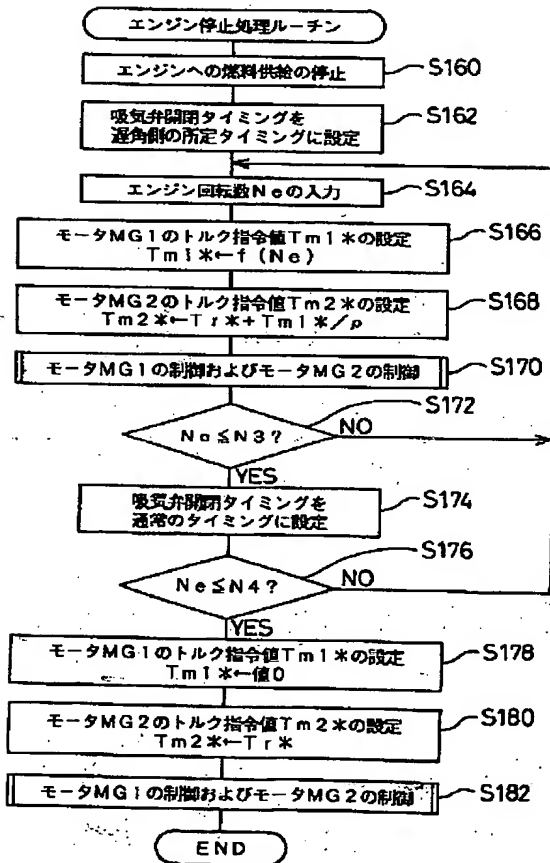 エンジン停止処理ルーチン
エンジンへの燃料供給の停止
S160
吸気弁開閉タイミングを
遅角側の所定タイミングに設定
S162
エンジン回転数Neの入力
S164
モータMG1のトルク指令値Tm1*の設定
Tm1*←f(Ne)
S166
モータMG2のトルク指令値Tm2*の設定
Tm2*←Tr*+Tm1*/ρ
S168
モータMG1の制御およびモータMG2の制御
S170
Ne≦N3?
S172
NO
YES
吸気弁開閉タイミングを
通常のタイミングに設定
S174
Ne≦N4?
S176
NO
YES
モータMG1のトルク指令値Tm1*の設定
Tm1*←値0
S178
モータMG2のトルク指令値Tm2*の設定
Tm2*←Tr*
S180
モータMG1の制御およびモータMG2の制御
S182
END